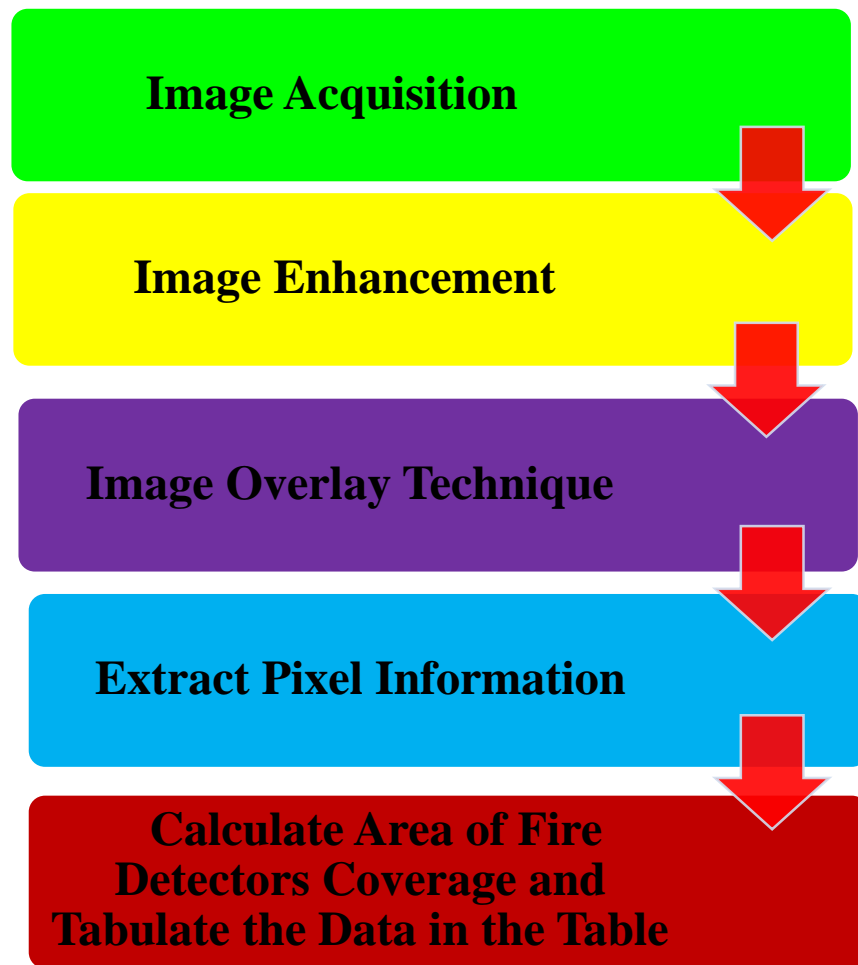 Image Acquisition
Image Enhancement
Image Overlay Technique
Extract Pixel Information
Calculate Area of Fire
Detectors Coverage and
Tabulate the Data in the Table